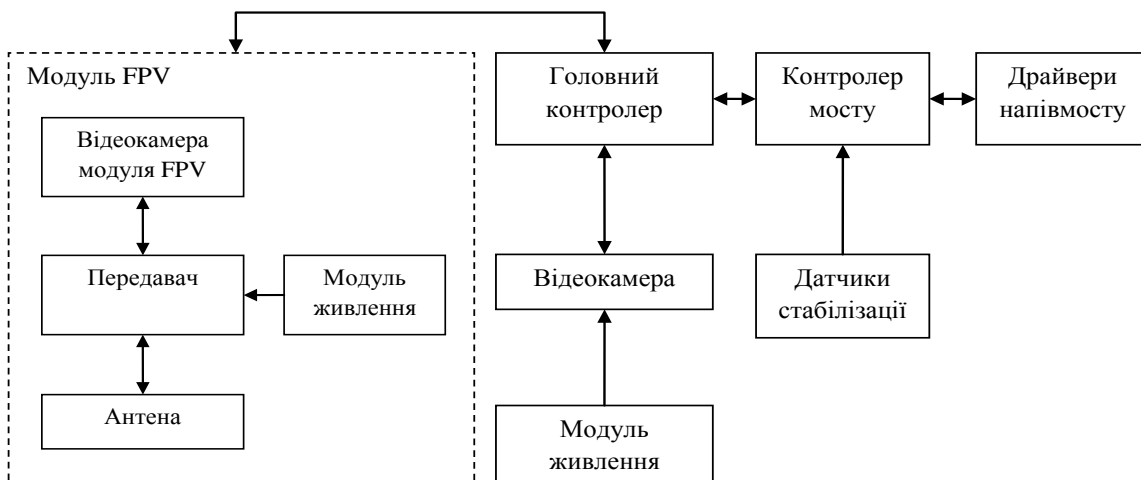 Модуль FPV
Відеокамера
модуля FPV
Передавач
Модуль
живлення
Антена
Головний
контролер
Контролер
мосту
Драйвери
напівмосту
Відеокамера
Датчики
стабілізації
Модуль
живлення